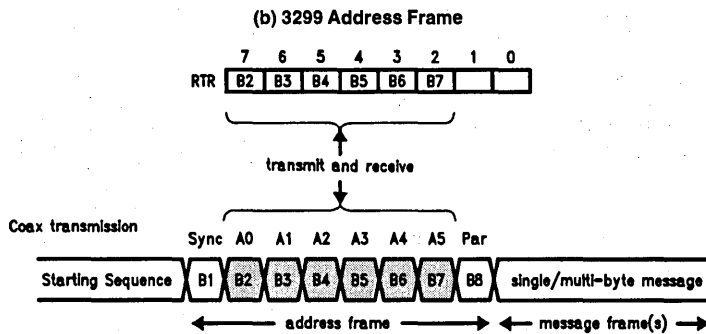 (b) 3299 Address Frame
7 6 5 4 3 2 1 0
RTR B2 B3 B4 B5 B6 B7
transmit and receive
Coax transmission
Sync A0 A1 A2 A3 A4 A5 Par
Starting Sequence B1 B2 B3 B4 B5 B6 B7 B8 single/multi-byte message
address frame message frame(s)